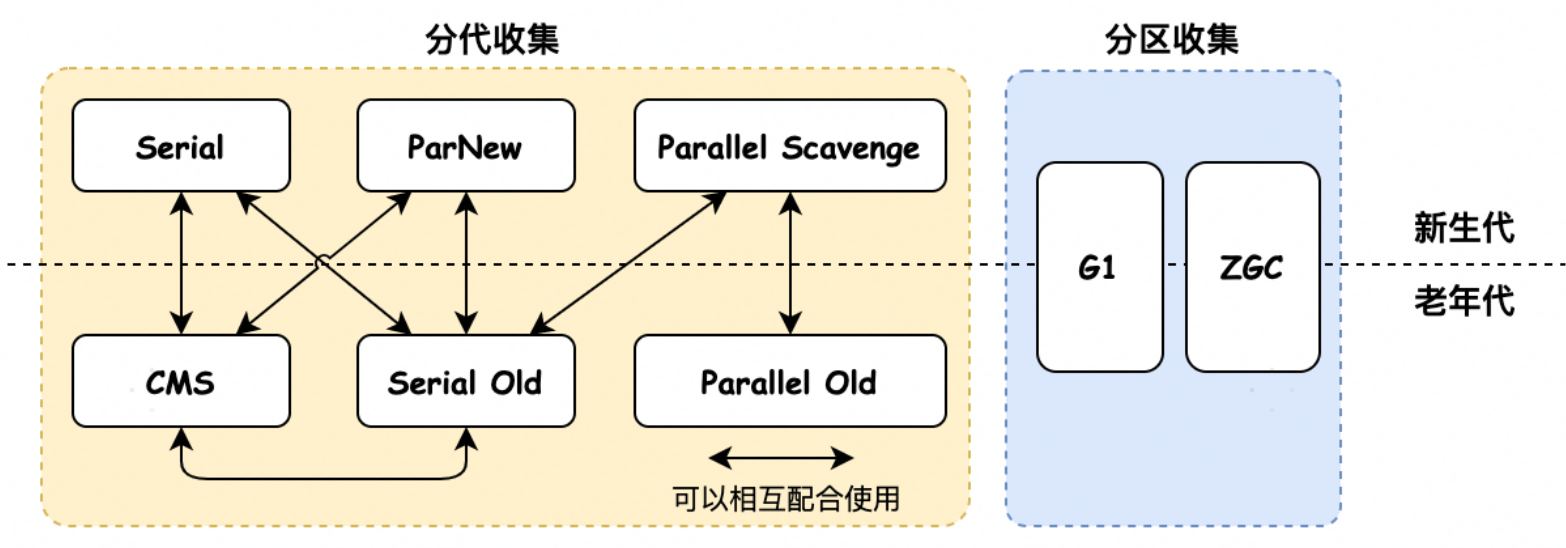 分代收集
分区收集
Serial
ParNew
Parallel Scavenge
G1
ZGC
新生代
老年代
CMS
Serial Old
Parallel Old
可以相互配合使用